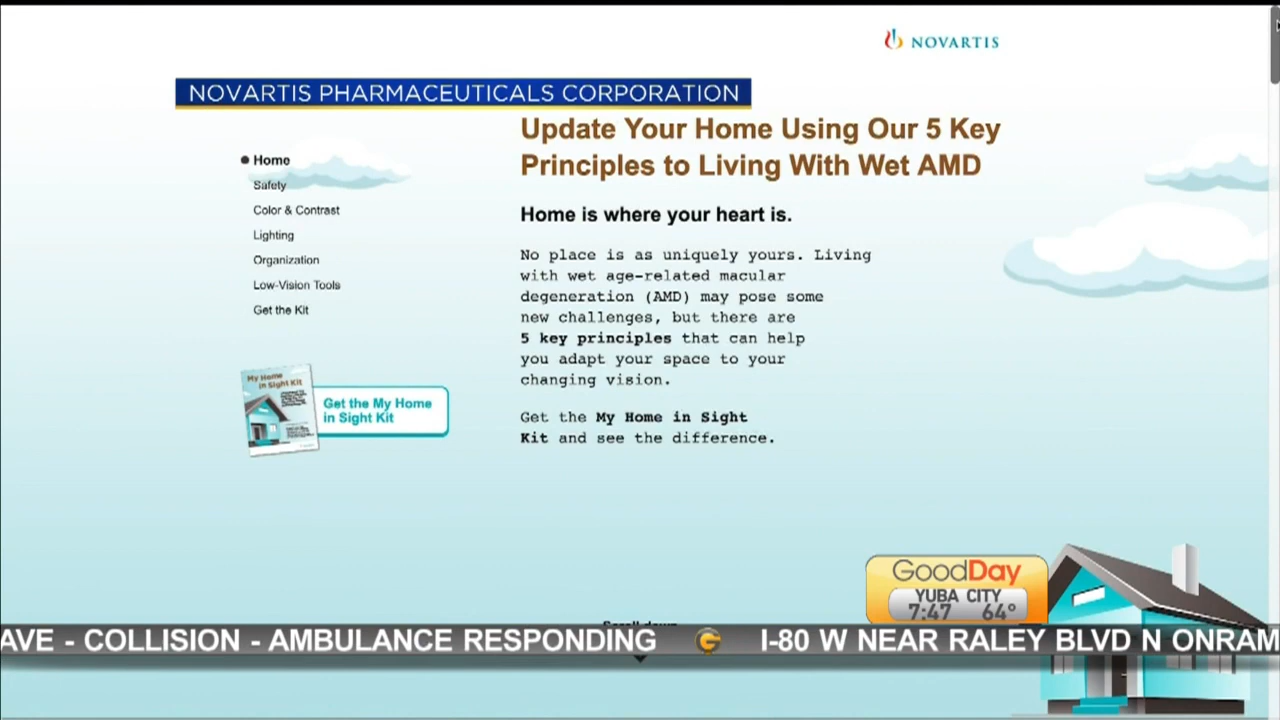 NOVARTIS
NOVARTIS PHARMACEUTICALS CORPORATION
Update Your Home Using Our 5 Key
Principles to Living With Wet AMD
Home
Safety
Color & Contrast
Lighting
Organization
Low-Vision Tools
Get the Kit
Home is where your heart is.
No place is as uniquely yours. Living
with wet age-related macular
degeneration (AMD) may pose some
new challenges, but there are
5 key principles that can help
you adapt your space to your
changing vision.
Get the My Home in Sight
Kit and see the difference.
My Home
in Sight Kit
Get the My Home
in Sight Kit
GoodDay
YUBA CITY
7:47 64°
AVE - COLLISION - AMBULANCE RESPONDING G I-80 W NEAR RALEY BLVD N ONRAM